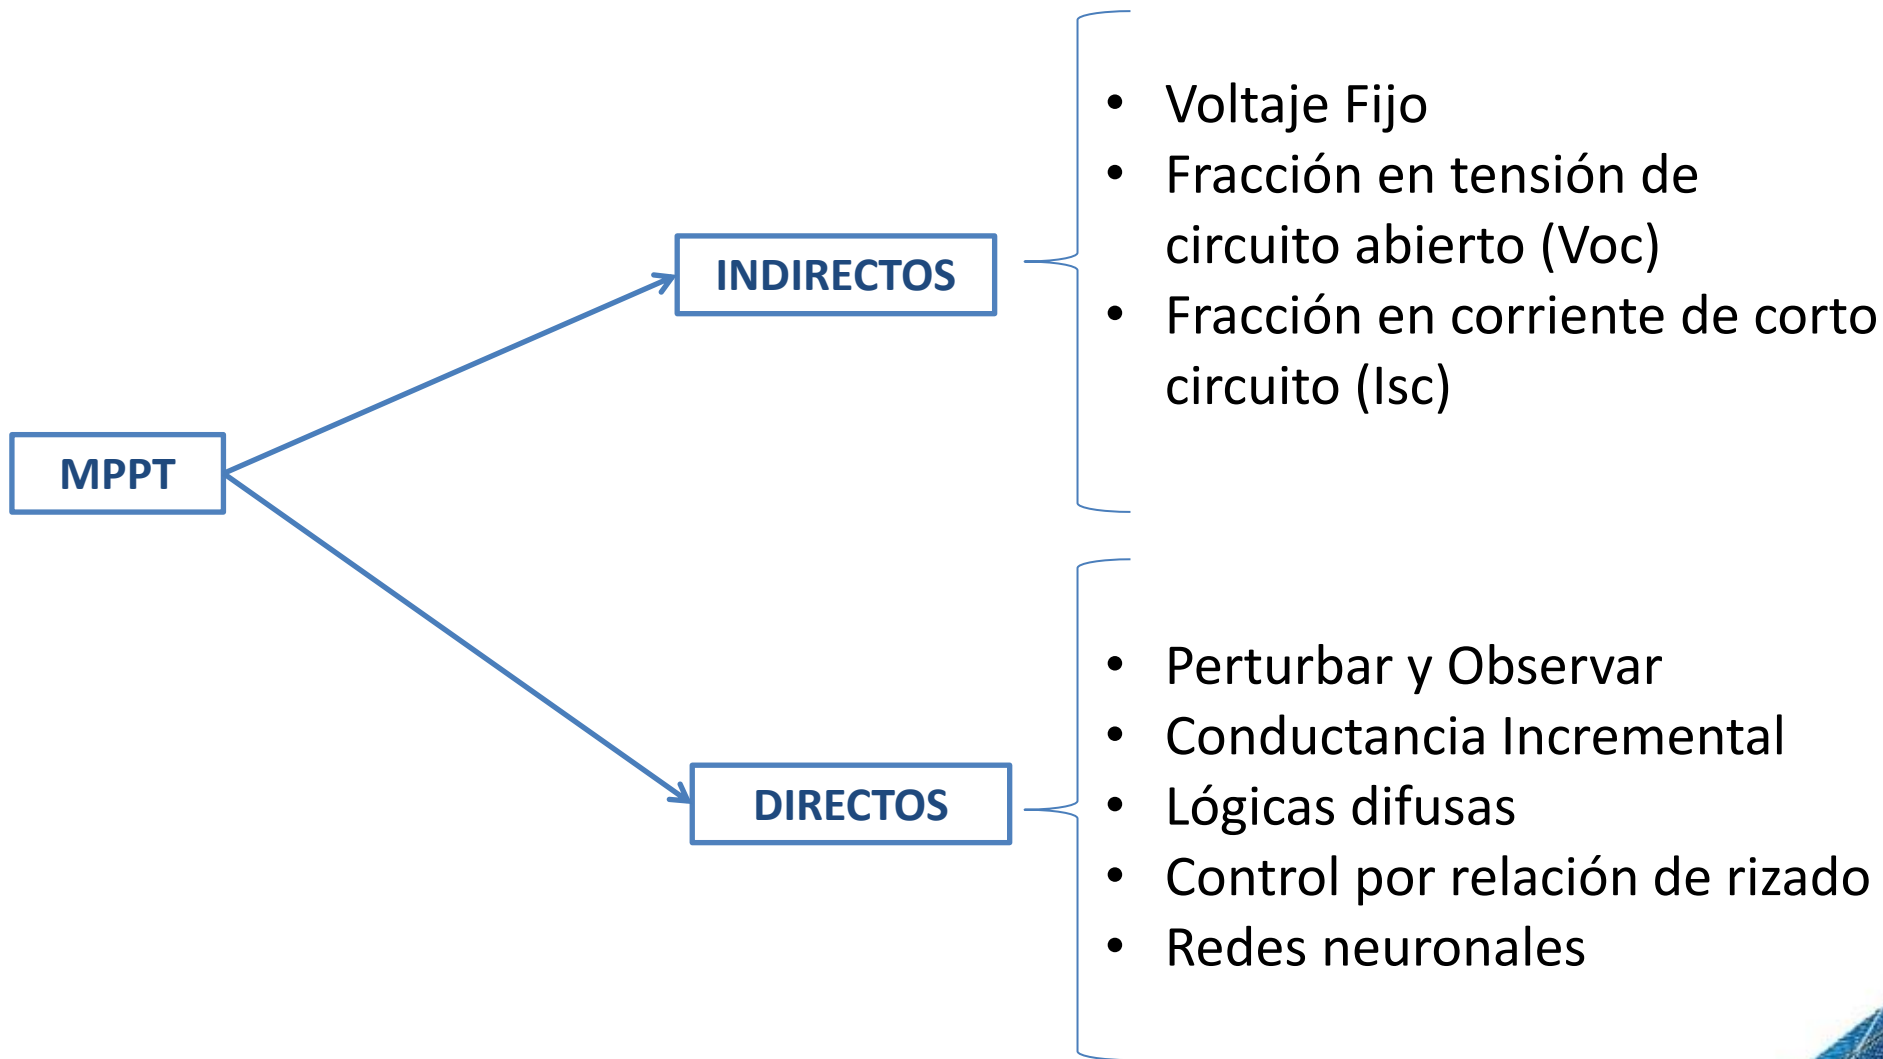 MPPT
INDIRECTOS
• Voltaje Fijo
• Fracción en tensión de
circuito abierto (Voc)
• Fracción en corriente de corto
circuito (Isc)
DIRECTOS
• Perturbar y Observar
• Conductancia Incremental
• Lógicas difusas
• Control por relación de rizado
• Redes neuronales